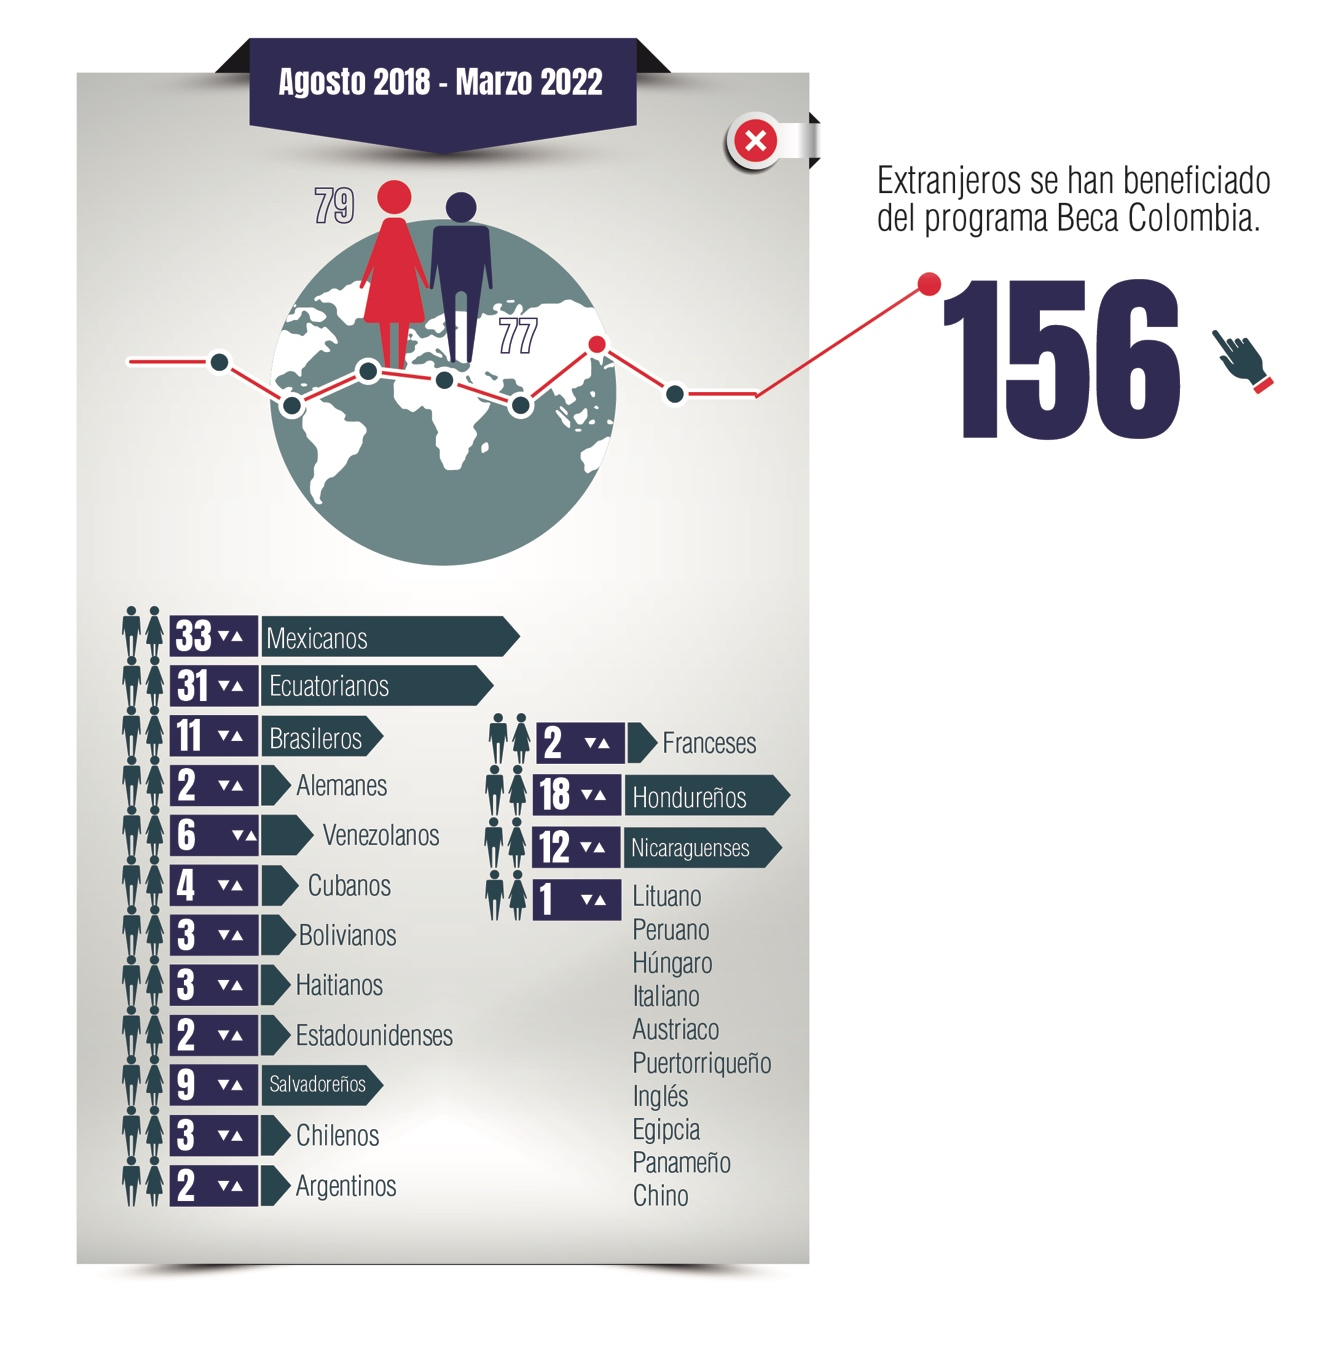 Agosto 2018 - Marzo 2022
Extranjeros se han beneficiado
del programa Beca Colombia.
156
79
77
33 Mexicanos
31 Ecuatorianos
11 Brasileros
2 Alemanes
6 Venezolanos
4 Cubanos
3 Bolivianos
3 Haitianos
2 Estadounidenses
9 Salvadoreños
3 Chilenos
2 Argentinos
2 Franceses
18 Hondureños
12 Nicaraguenses
1 Lituano
Peruano
Húngaro
Italiano
Austriaco
Puertorriqueño
Inglés
Egipcia
Panameño
Chino